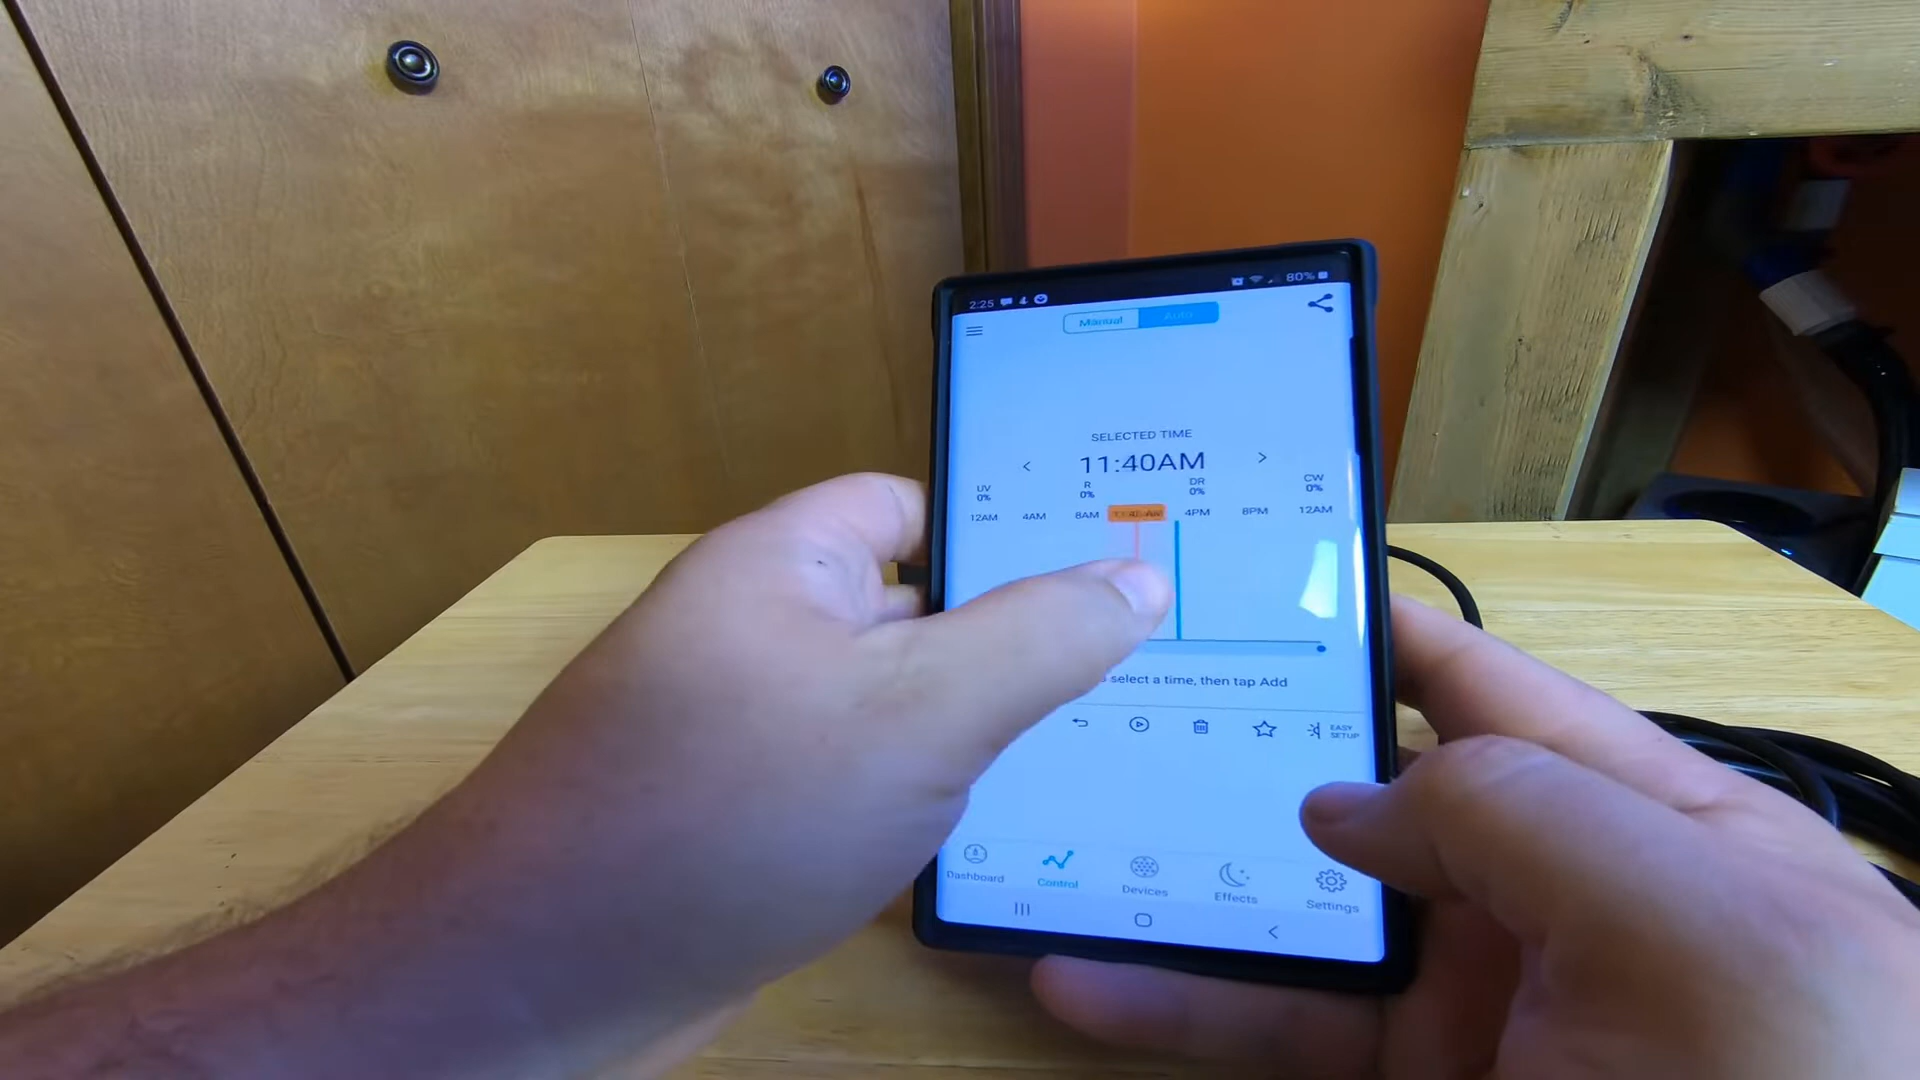 2:25 80%
Manual Auto
SELECTED TIME
< 11:40AM >
UV R DR CW
0% 0% 0% 0%
12AM 4AM 8AM 4PM 8PM 12AM
select a time, then tap Add
EASY
SETUP
Dashboard Control Devices Effects Settings